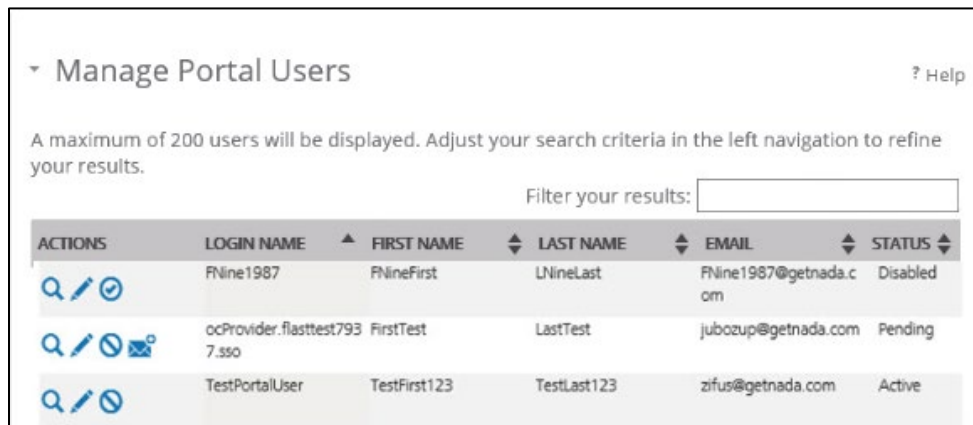 Manage Portal Users
? Help
A maximum of 200 users will be displayed. Adjust your search criteria in the left navigation to refine
your results.
Filter your results:
ACTIONS LOGIN NAME FIRST NAME LAST NAME EMAIL STATUS
FNine1987 FNineFirst LNineLast FNine1987@getnada.c Disabled
om
ocProvider.flasttest793 FirstTest LastTest jubozup@getnada.com Pending
7.sso
TestPortalUser TestFirst123 TestLast123 zifus@getnada.com Active